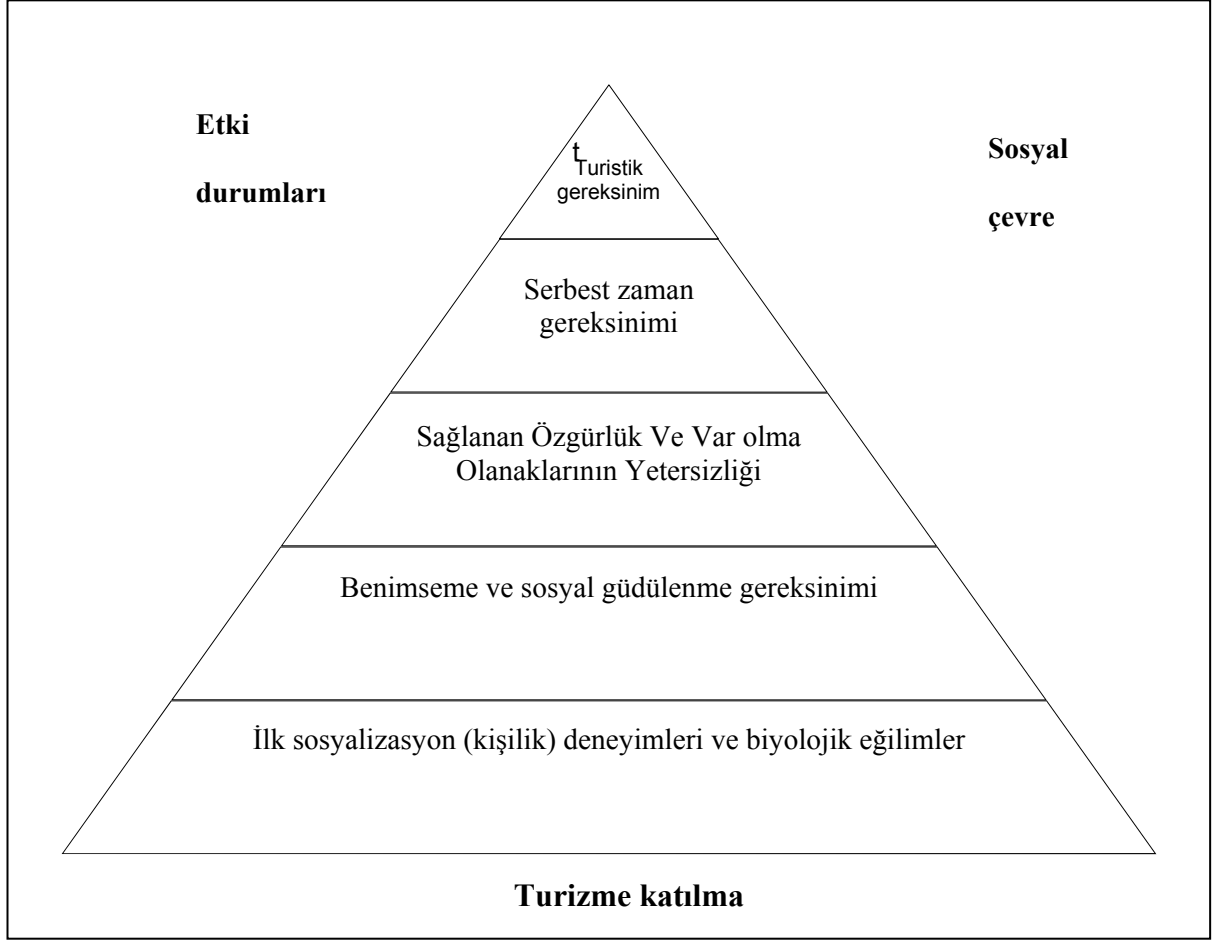 Etki
durumları
Sosyal
çevre
t
Turistik
gereksinim
Serbest zaman
gereksinimi
Sağlanan Özgürlük Ve Var olma
Olanaklarının Yetersizliği
Benimseme ve sosyal güdülenme gereksinimi
İlk sosyalizasyon (kişilik) deneyimleri ve biyolojik eğilimler
Turizme katılma